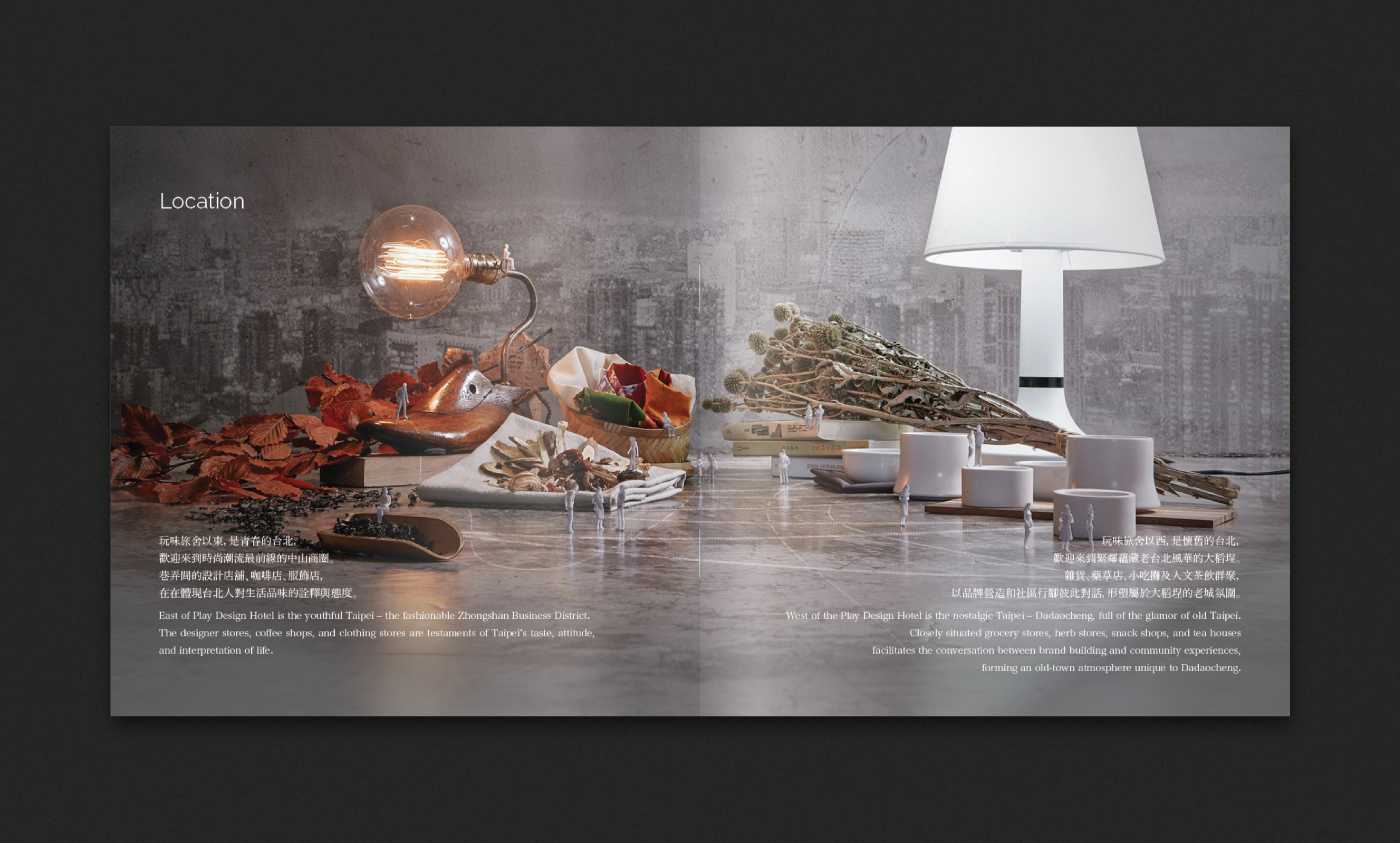 Location
玩味旅舍以東，是青春的台北，
歡迎來到時尚潮流最前線的中山商圈。
巷弄間的設計店舖、咖啡店、服飾店，
在在體現台北人對生活品味的詮釋與態度。
East of Play Design Hotel is the youthful Taipei – the fashionable Zhongshan Business District.
The designer stores, coffee shops, and clothing stores are testaments of Taipei's taste, attitude,
and interpretation of life.
玩味旅舍以西，是懷舊的台北，
歡迎來到緊鄰蘊藏老台北風華的大稻埕。
雜貨、藥草店、小吃攤及人文茶飲群聚，
以品牌營造和社區行腳彼此對話，形塑屬於大稻埕的老城氛圍。
West of the Play Design Hotel is the nostalgic Taipei – Dadaocheng, full of the glamor of old Taipei.
Closely situated grocery stores, herb stores, snack shops, and tea houses
facilitates the conversation between brand building and community experiences,
forming an old-town atmosphere unique to Dadaocheng.